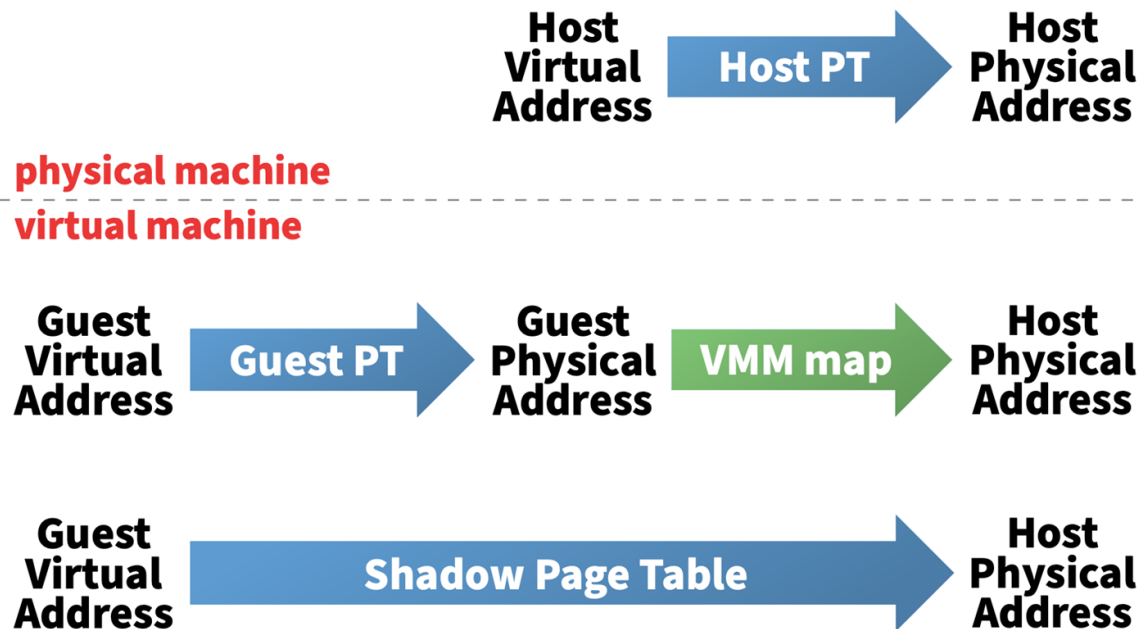 Host
Virtual
Address
Host PT
Host
Physical
Address
physical machine
virtual machine
Guest
Virtual
Address
Guest PT
Guest
Physical
Address
VMM map
Host
Physical
Address
Guest
Virtual
Address
Shadow Page Table
Host
Physical
Address